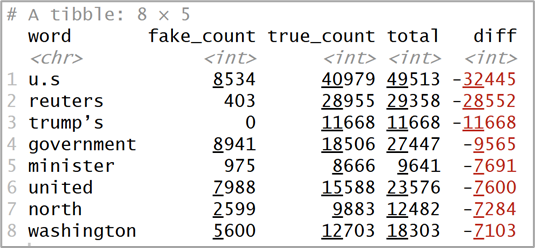 # A tibble: 8 × 5
word fake_count true_count total diff
<chr> <int> <int> <int> <int>
1 u.s 8534 40979 49513 -32445
2 reuters 403 28955 29358 -28552
3 trump’s 0 11668 11668 -11668
4 government 8941 18506 27447 -9565
5 minister 975 8666 9641 -7691
6 united 7988 15588 23576 -7600
7 north 2599 9883 12482 -7284
8 washington 5600 12703 18303 -7103